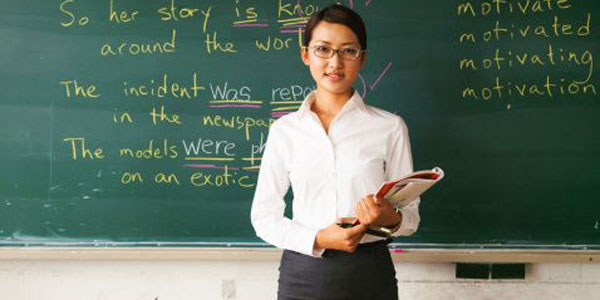 So her story is
around the
The incident was
in the
The models were
on an exotic
motivate
motivated
motivating
motivation